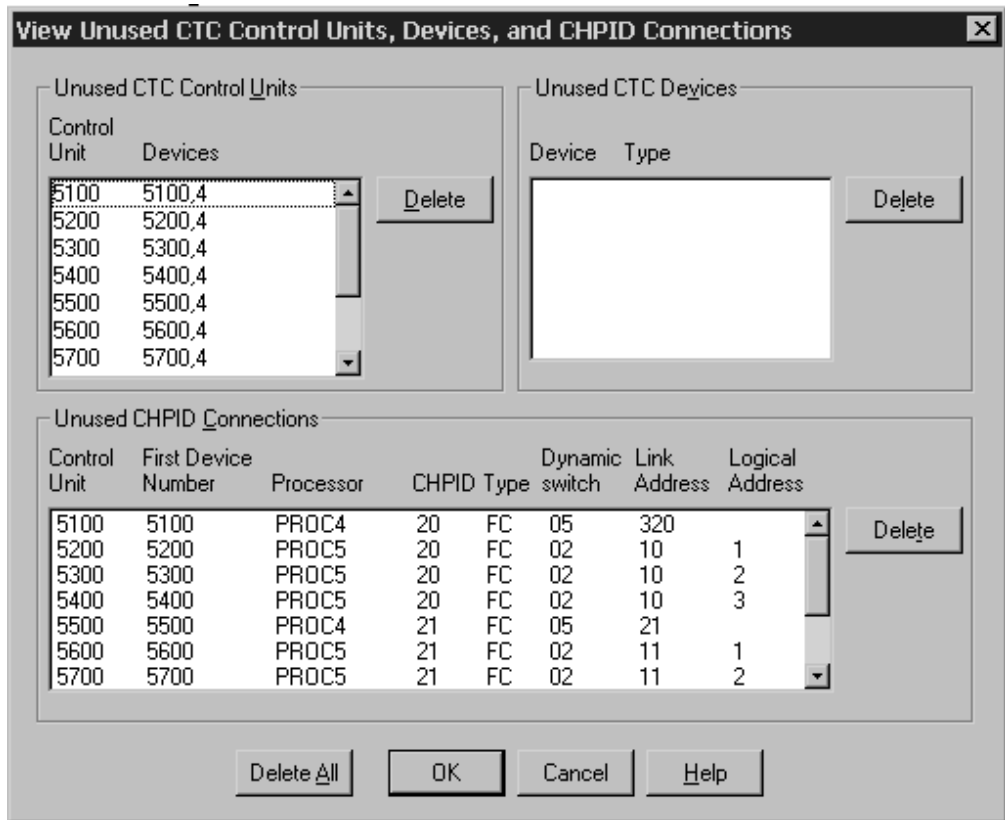 View Unused CTC Control Units, Devices, and CHPID Connections
Unused CTC Control Units
Control
Unit Devices
5100 5100,4
5200 5200,4
5300 5300,4
5400 5400,4
5500 5500,4
5600 5600,4
5700 5700,4
Delete
Unused CTC Devices
Device Type
Delete
Unused CHPID Connections
Control First Device Dynamic Link Logical
Unit Number Processor CHPID Type switch Address Address
5100 5100 PROC4 20 FC 05 320
5200 5200 PROC5 20 FC 02 10 1
5300 5300 PROC5 20 FC 02 10 2
5400 5400 PROC5 20 FC 02 10 3
5500 5500 PROC4 21 FC 05 21
5600 5600 PROC5 21 FC 02 11 1
5700 5700 PROC5 21 FC 02 11 2
Delete
Delete All OK Cancel Help